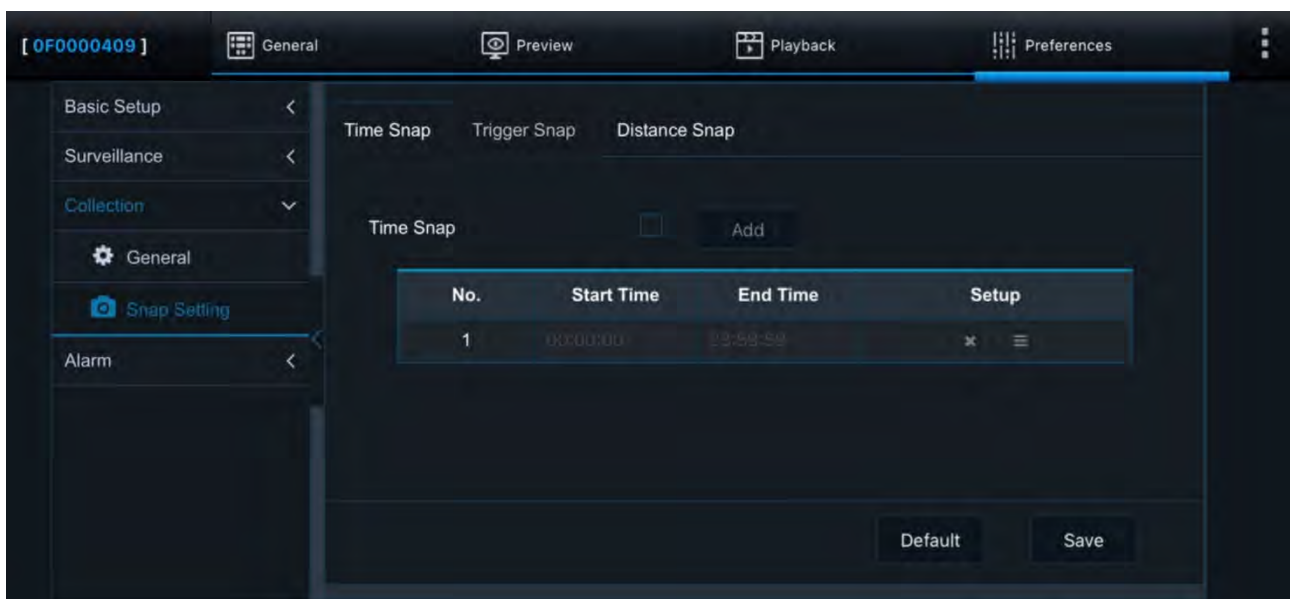 [ 0F0000409 ] General Preview Playback Preferences
Basic Setup
Surveillance
Collection
General
Snap Setting
Alarm
Time Snap Trigger Snap Distance Snap
Time Snap Add
No. Start Time End Time Setup
1 00:00:00 23:59:59
Default Save